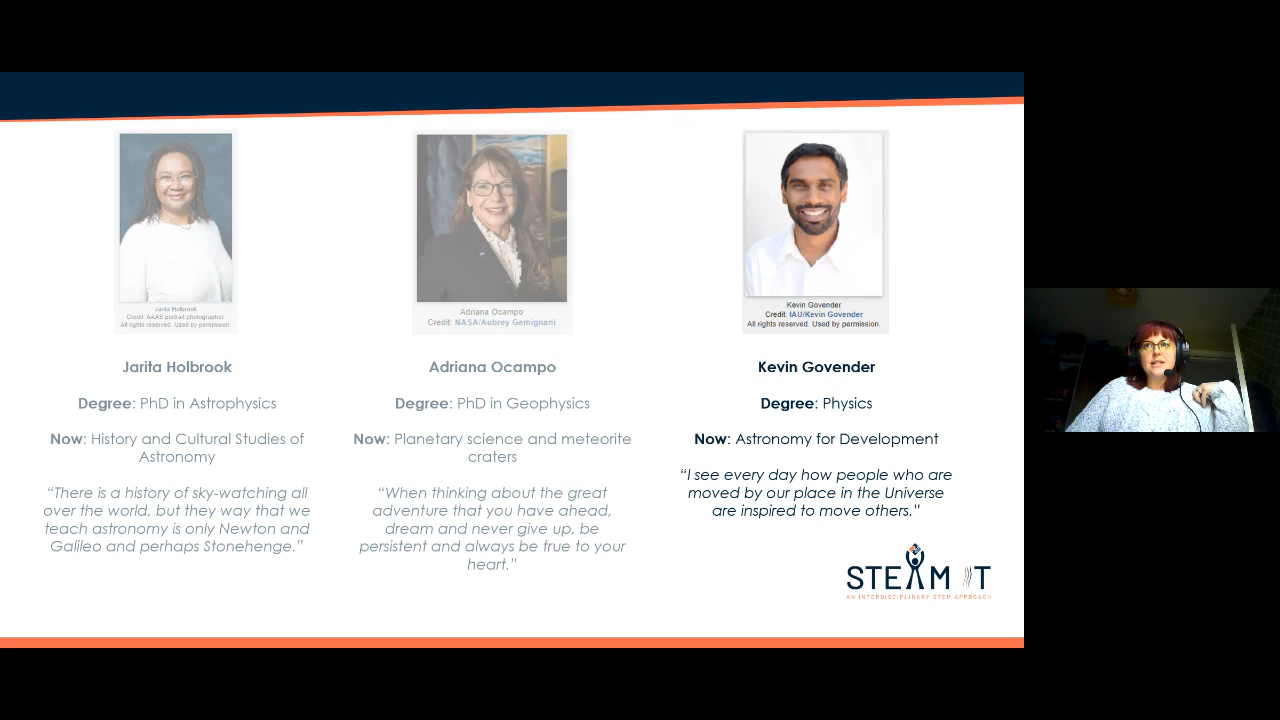 Jarita Holbrook
Credit: AAAS portrait photographer
All rights reserved. Used by permission
Adriana Ocampo
Credit: NASA/Aubrey Gemignani
Kevin Govender
Credit: IAU/Kevin Govender
All rights reserved. Used by permission.
Jarita Holbrook
Degree: PhD in Astrophysics
Now: History and Cultural Studies of
Astronomy
“There is a history of sky-watching all
over the world, but they way that we
teach astronomy is only Newton and
Galileo and perhaps Stonehenge.”
Adriana Ocampo
Degree: PhD in Geophysics
Now: Planetary science and meteorite
craters
“When thinking about the great
adventure that you have ahead,
dream and never give up, be
persistent and always be true to your
heart.”
Kevin Govender
Degree: Physics
Now: Astronomy for Development
“I see every day how people who are
moved by our place in the Universe
are inspired to move others.”
STEAM IT
AN INTERDISCIPLINARY STEM APPROACH